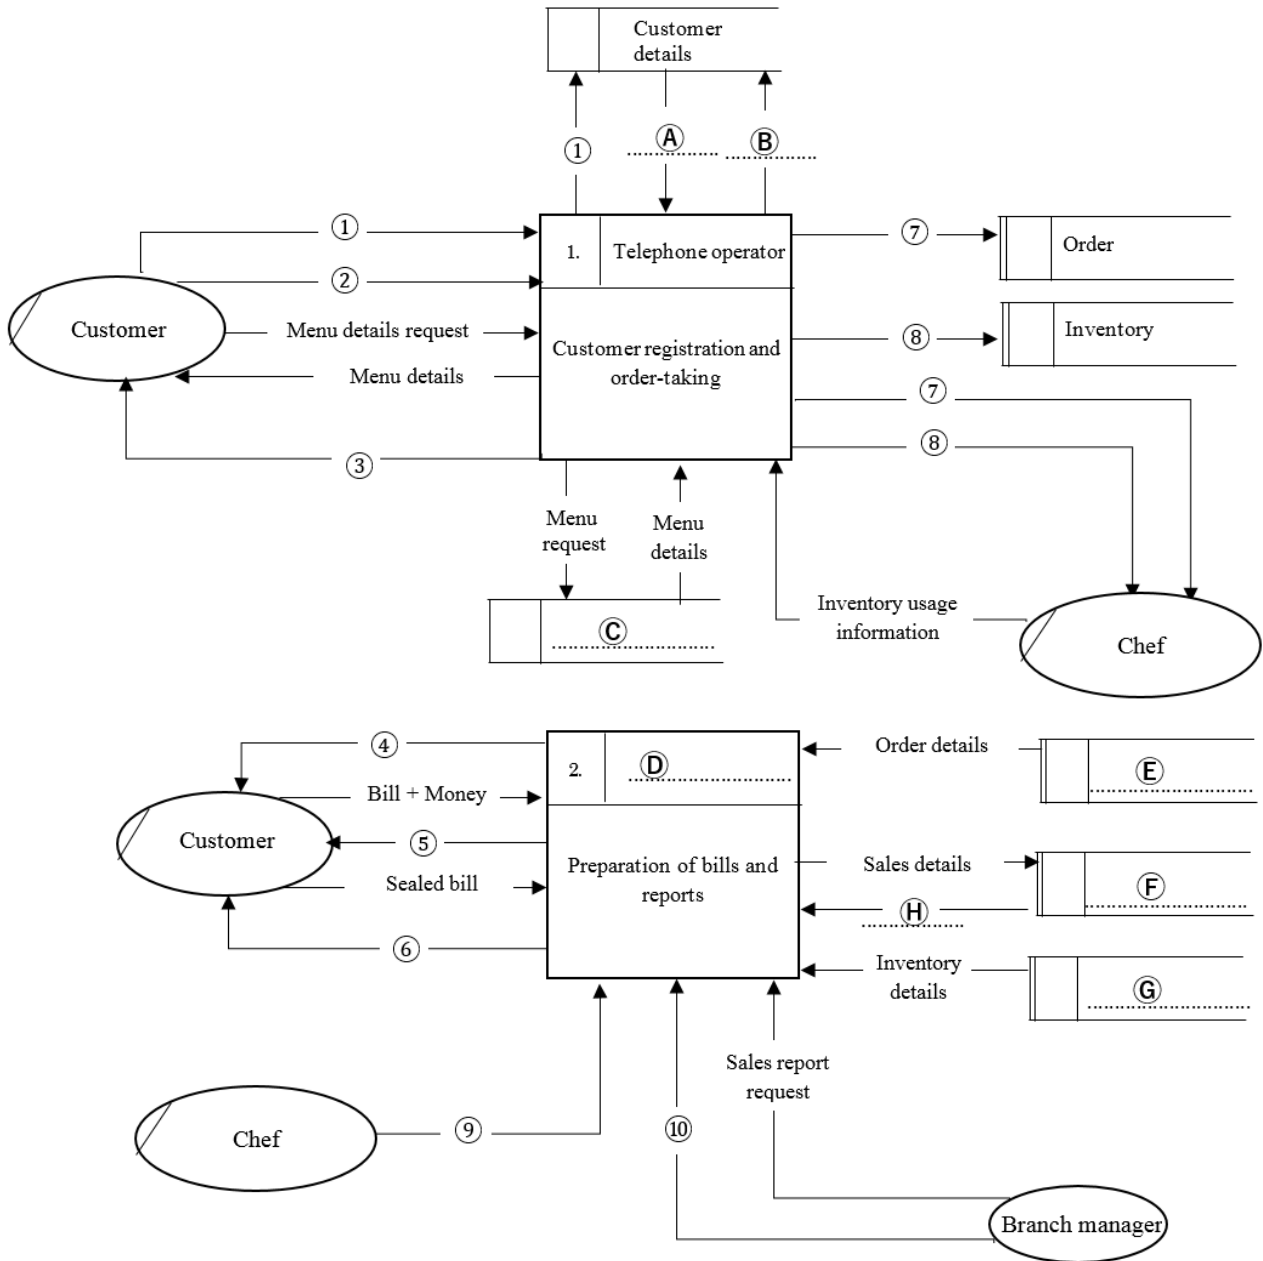 Customer
details
①
Ⓐ
Ⓑ
①
②
Customer
Menu details request
Menu details
③
1.
Telephone operator
Customer registration and
order-taking
⑦
Order
⑧
Inventory
⑦
⑧
Menu
request
Menu
details
Ⓒ
Inventory usage
information
Chef
④
Bill + Money
Customer
⑤
Sealed bill
⑥
2.
Ⓓ
Preparation of bills and
reports
Order details
Ⓔ
Sales details
Ⓕ
Ⓗ
Inventory
details
Ⓖ
Sales report
request
Chef
⑨
⑩
Branch manager